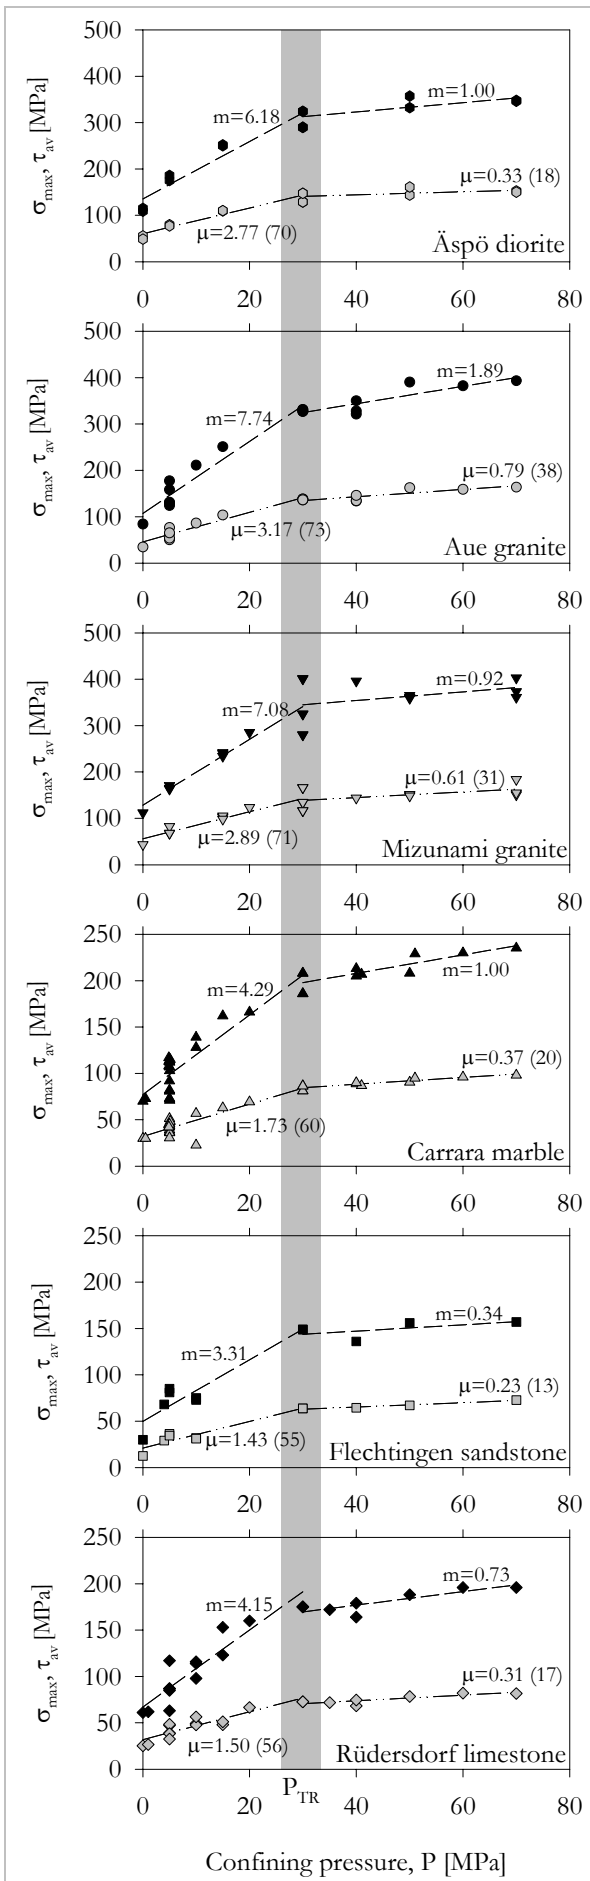 500
400
300
200
100
0
σmax, τav [MPa]
m=6.18
m=1.00
μ=2.77 (70)
μ=0.33 (18)
Äspö diorite
0 20 40 60 80
500
400
300
200
100
0
σmax, τav [MPa]
m=7.74
m=1.89
μ=3.17 (73)
μ=0.79 (38)
Aue granite
0 20 40 60 80
500
400
300
200
100
0
σmax, τav [MPa]
m=7.08
m=0.92
μ=2.89 (71)
μ=0.61 (31)
Mizunami granite
0 20 40 60 80
250
200
150
100
50
0
σmax, τav [MPa]
m=4.29
m=1.00
μ=1.73 (60)
μ=0.37 (20)
Carrara marble
0 20 40 60 80
250
200
150
100
50
0
σmax, τav [MPa]
m=3.31
m=0.34
μ=1.43 (55)
μ=0.23 (13)
Flechtingen sandstone
0 20 40 60 80
250
200
150
100
50
0
σmax, τav [MPa]
m=4.15
m=0.73
μ=1.50 (56)
μ=0.31 (17)
Rüdersdorf limestone
PTR
0 20 40 60 80
Confining pressure, P [MPa]